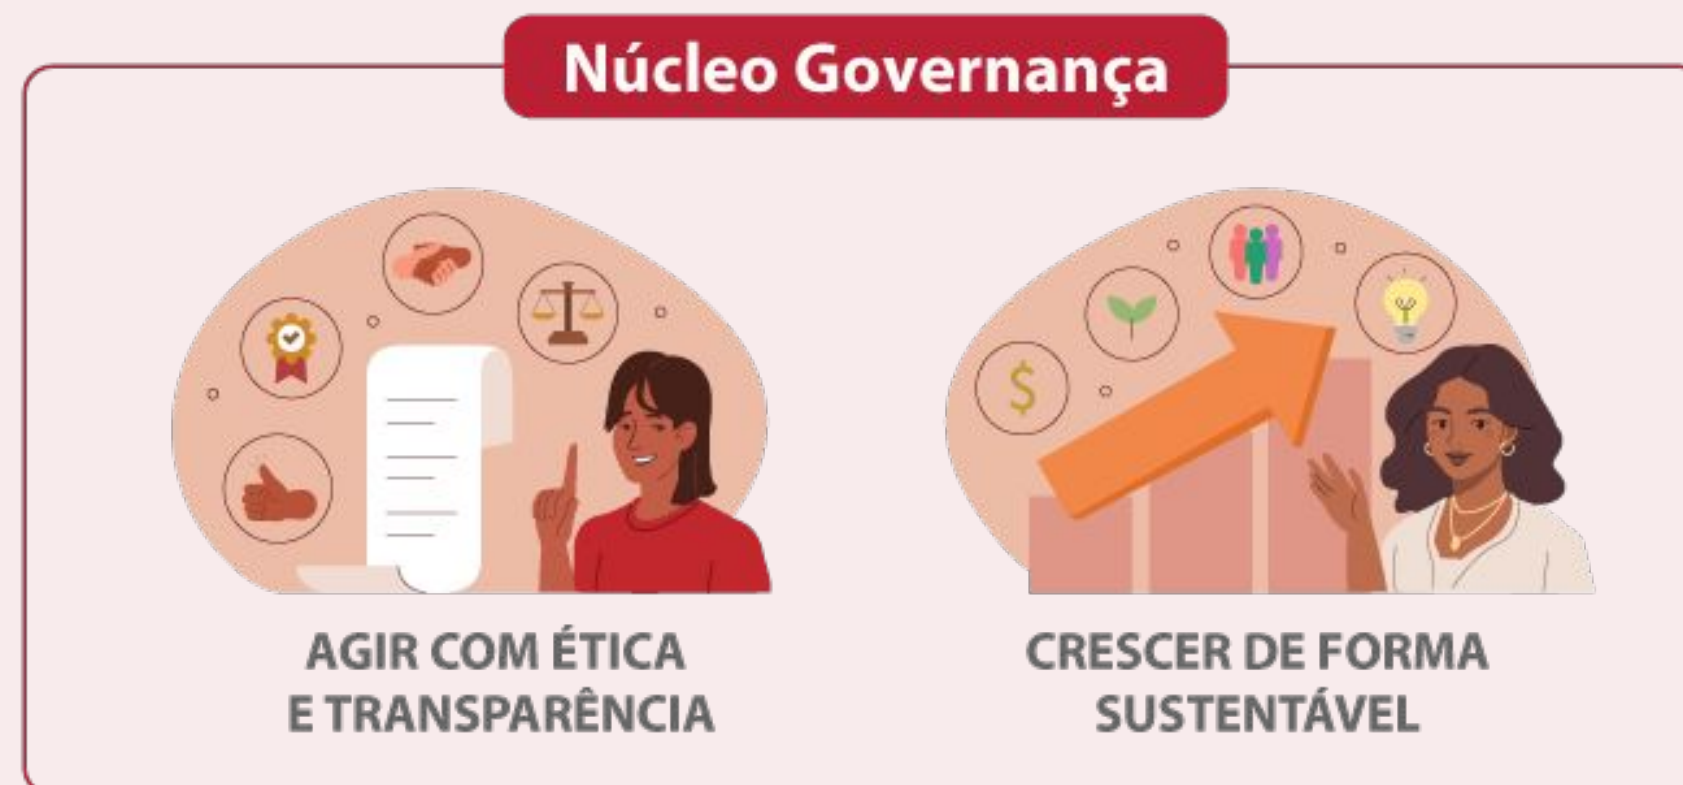 Núcleo Governança
AGIR COM ÉTICA
E TRANSPARÊNCIA
CRESCER DE FORMA
SUSTENTÁVEL